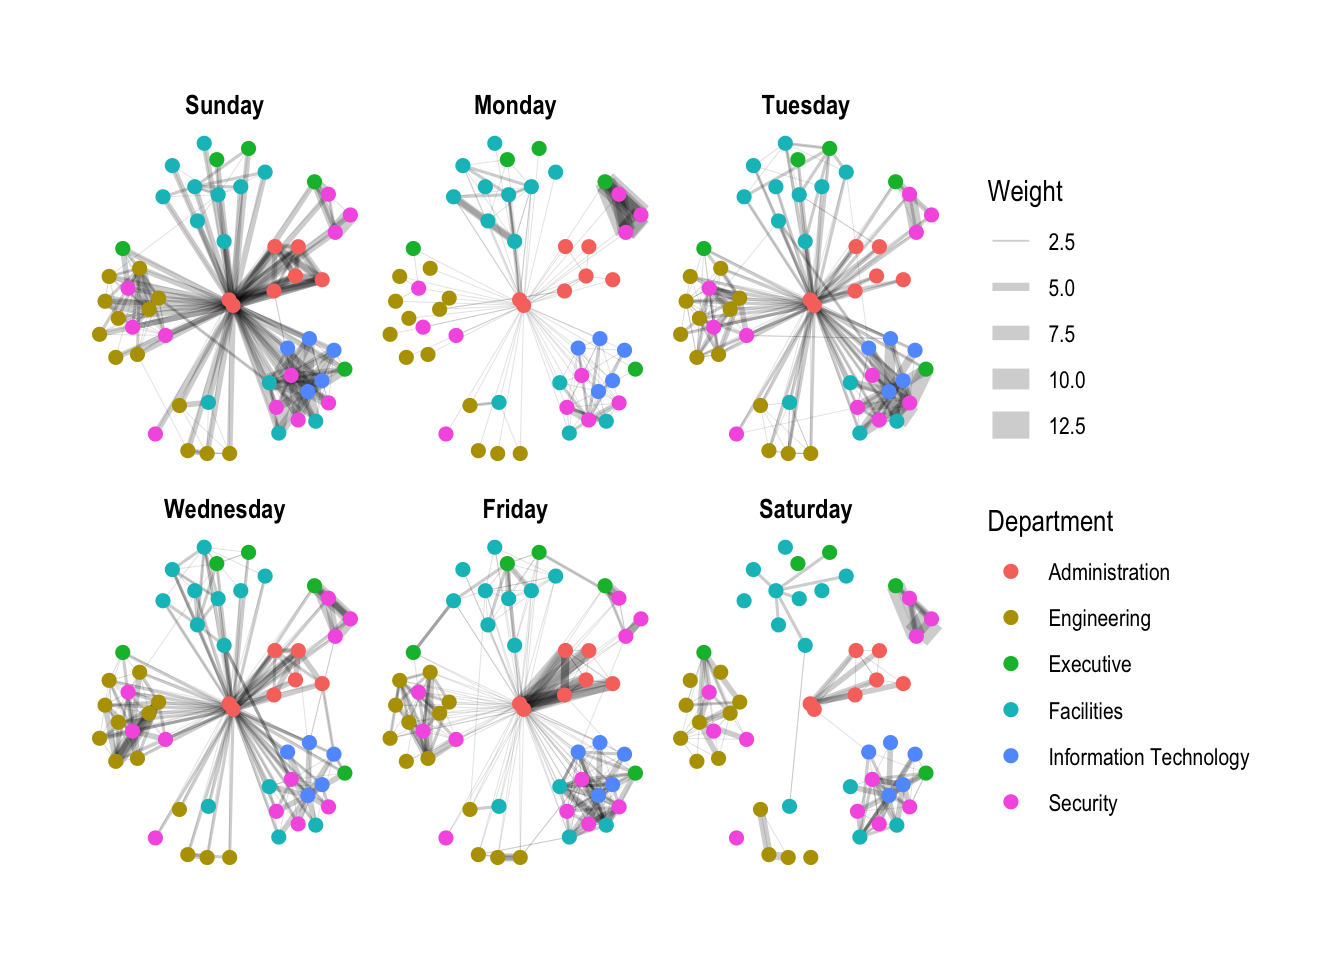 Sunday
Monday
Tuesday
Wednesday
Friday
Saturday
Weight
2.5
5.0
7.5
10.0
12.5
Department
Administration
Engineering
Executive
Facilities
Information Technology
Security